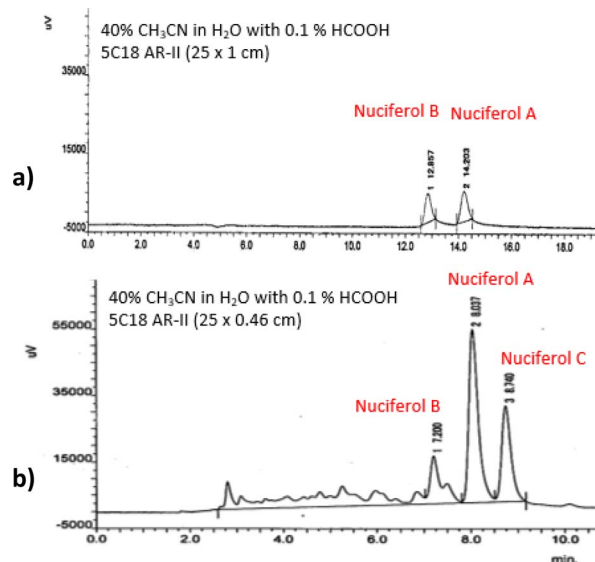 40% CH₃CN in H₂O with 0.1 % HCOOH
5C18 AR-II (25 x 1 cm)
uV
35000
15000
-5000
Nuciferol B
Nuciferol A
1 12.857
2 14.203
a)
0.0 2.0 4.0 6.0 8.0 10.0 12.0 14.0 16.0 18.0
Nuciferol A
40% CH₃CN in H₂O with 0.1 % HCOOH
5C18 AR-II (25 x 0.46 cm)
uV
55000
35000
15000
-5000
Nuciferol C
Nuciferol B
1 7.200
2 8.037
3 8.740
b)
0.0 2.0 4.0 6.0 8.0 10.0
min.